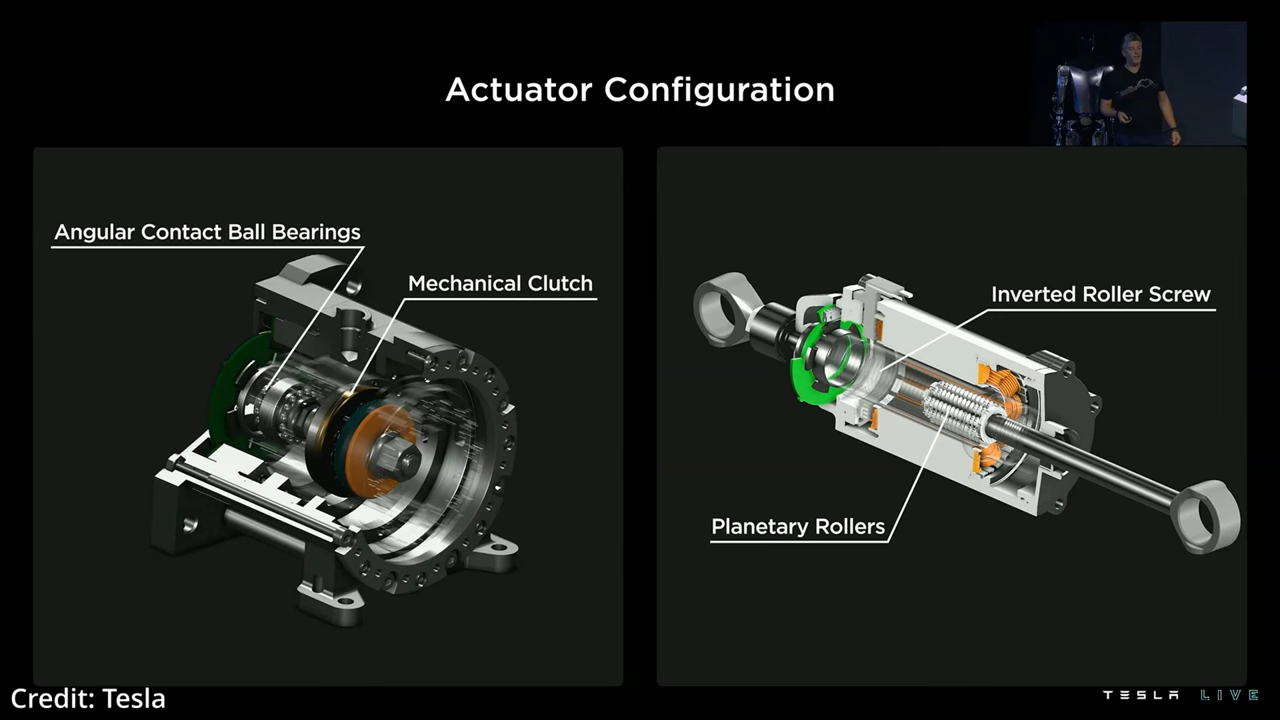 Actuator Configuration
Angular Contact Ball Bearings
Mechanical Clutch
Inverted Roller Screw
Planetary Rollers
Credit: Tesla
TESLA LIVE